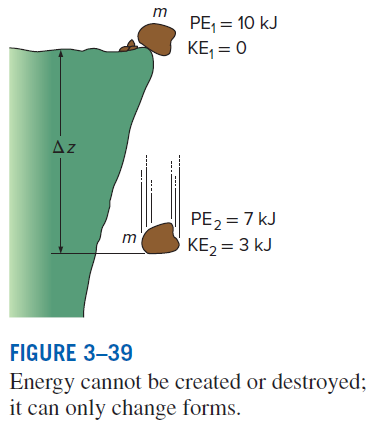 m
PE₁ = 10 kJ
KE₁ = 0
Δz
PE₂ = 7 kJ
m
KE₂ = 3 kJ
FIGURE 3–39
Energy cannot be created or destroyed;
it can only change forms.